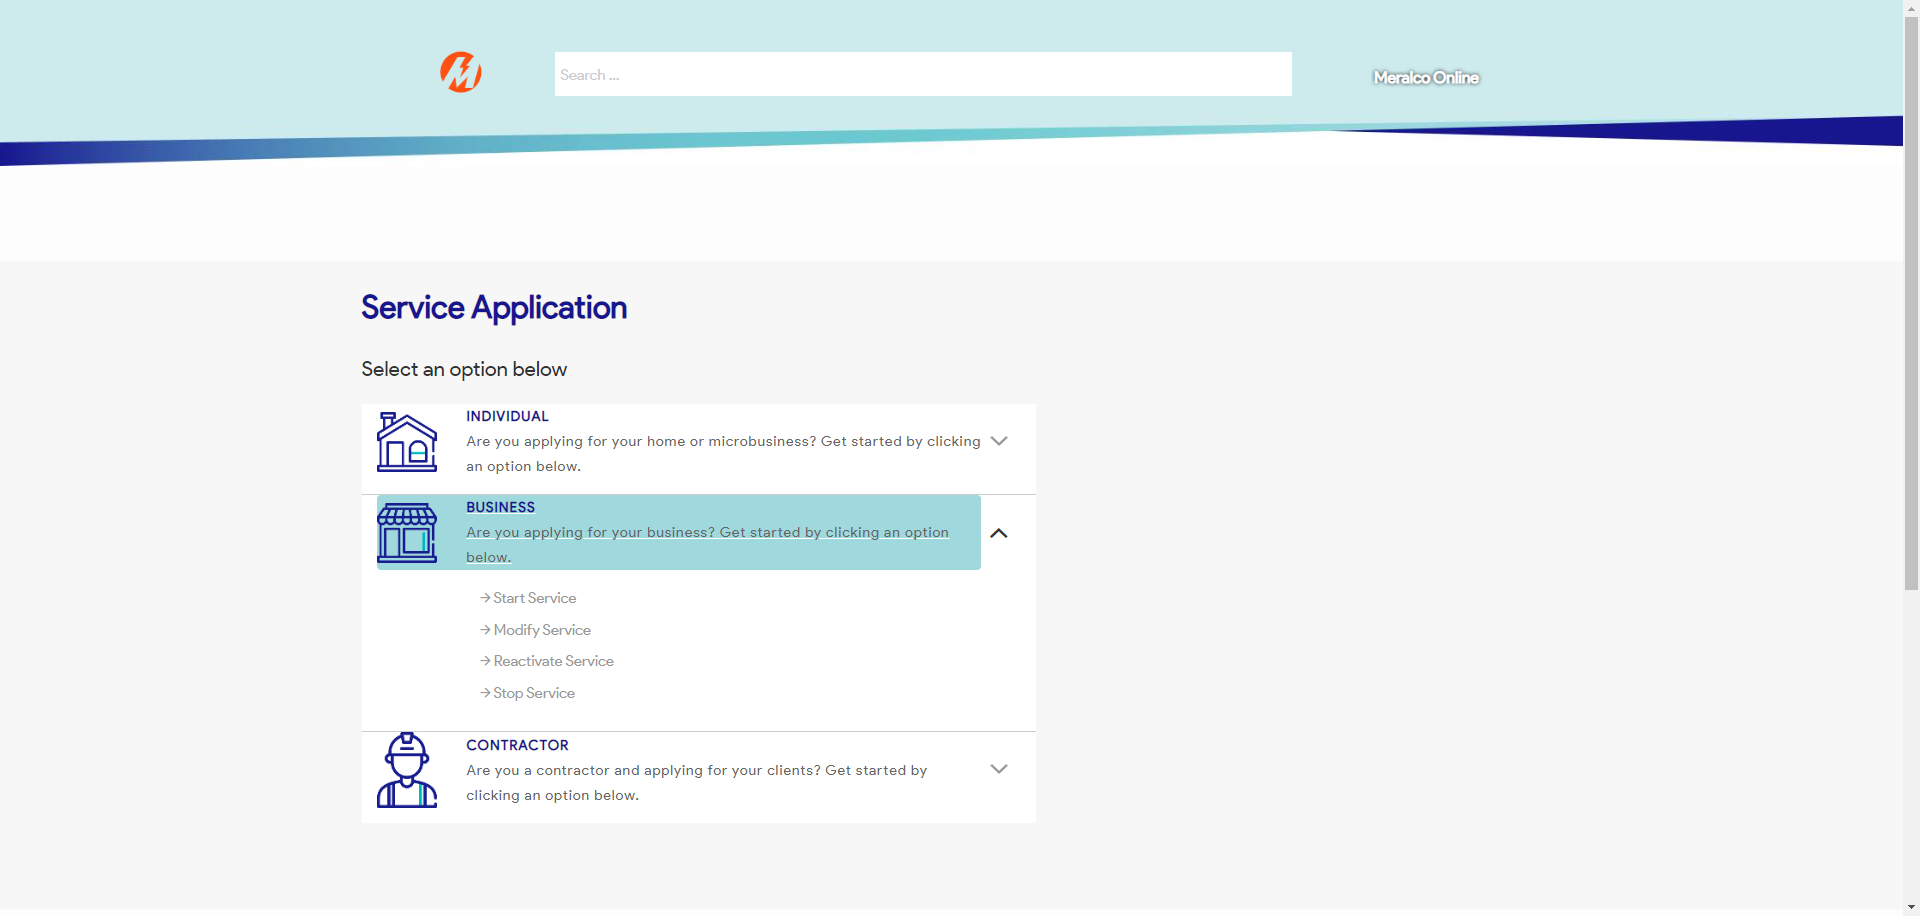 Search ...
Meralco Online
Service Application
Select an option below
INDIVIDUAL
Are you applying for your home or microbusiness? Get started by clicking
an option below.
BUSINESS
Are you applying for your business? Get started by clicking an option
below.
→ Start Service
→ Modify Service
→ Reactivate Service
→ Stop Service
CONTRACTOR
Are you a contractor and applying for your clients? Get started by
clicking an option below.